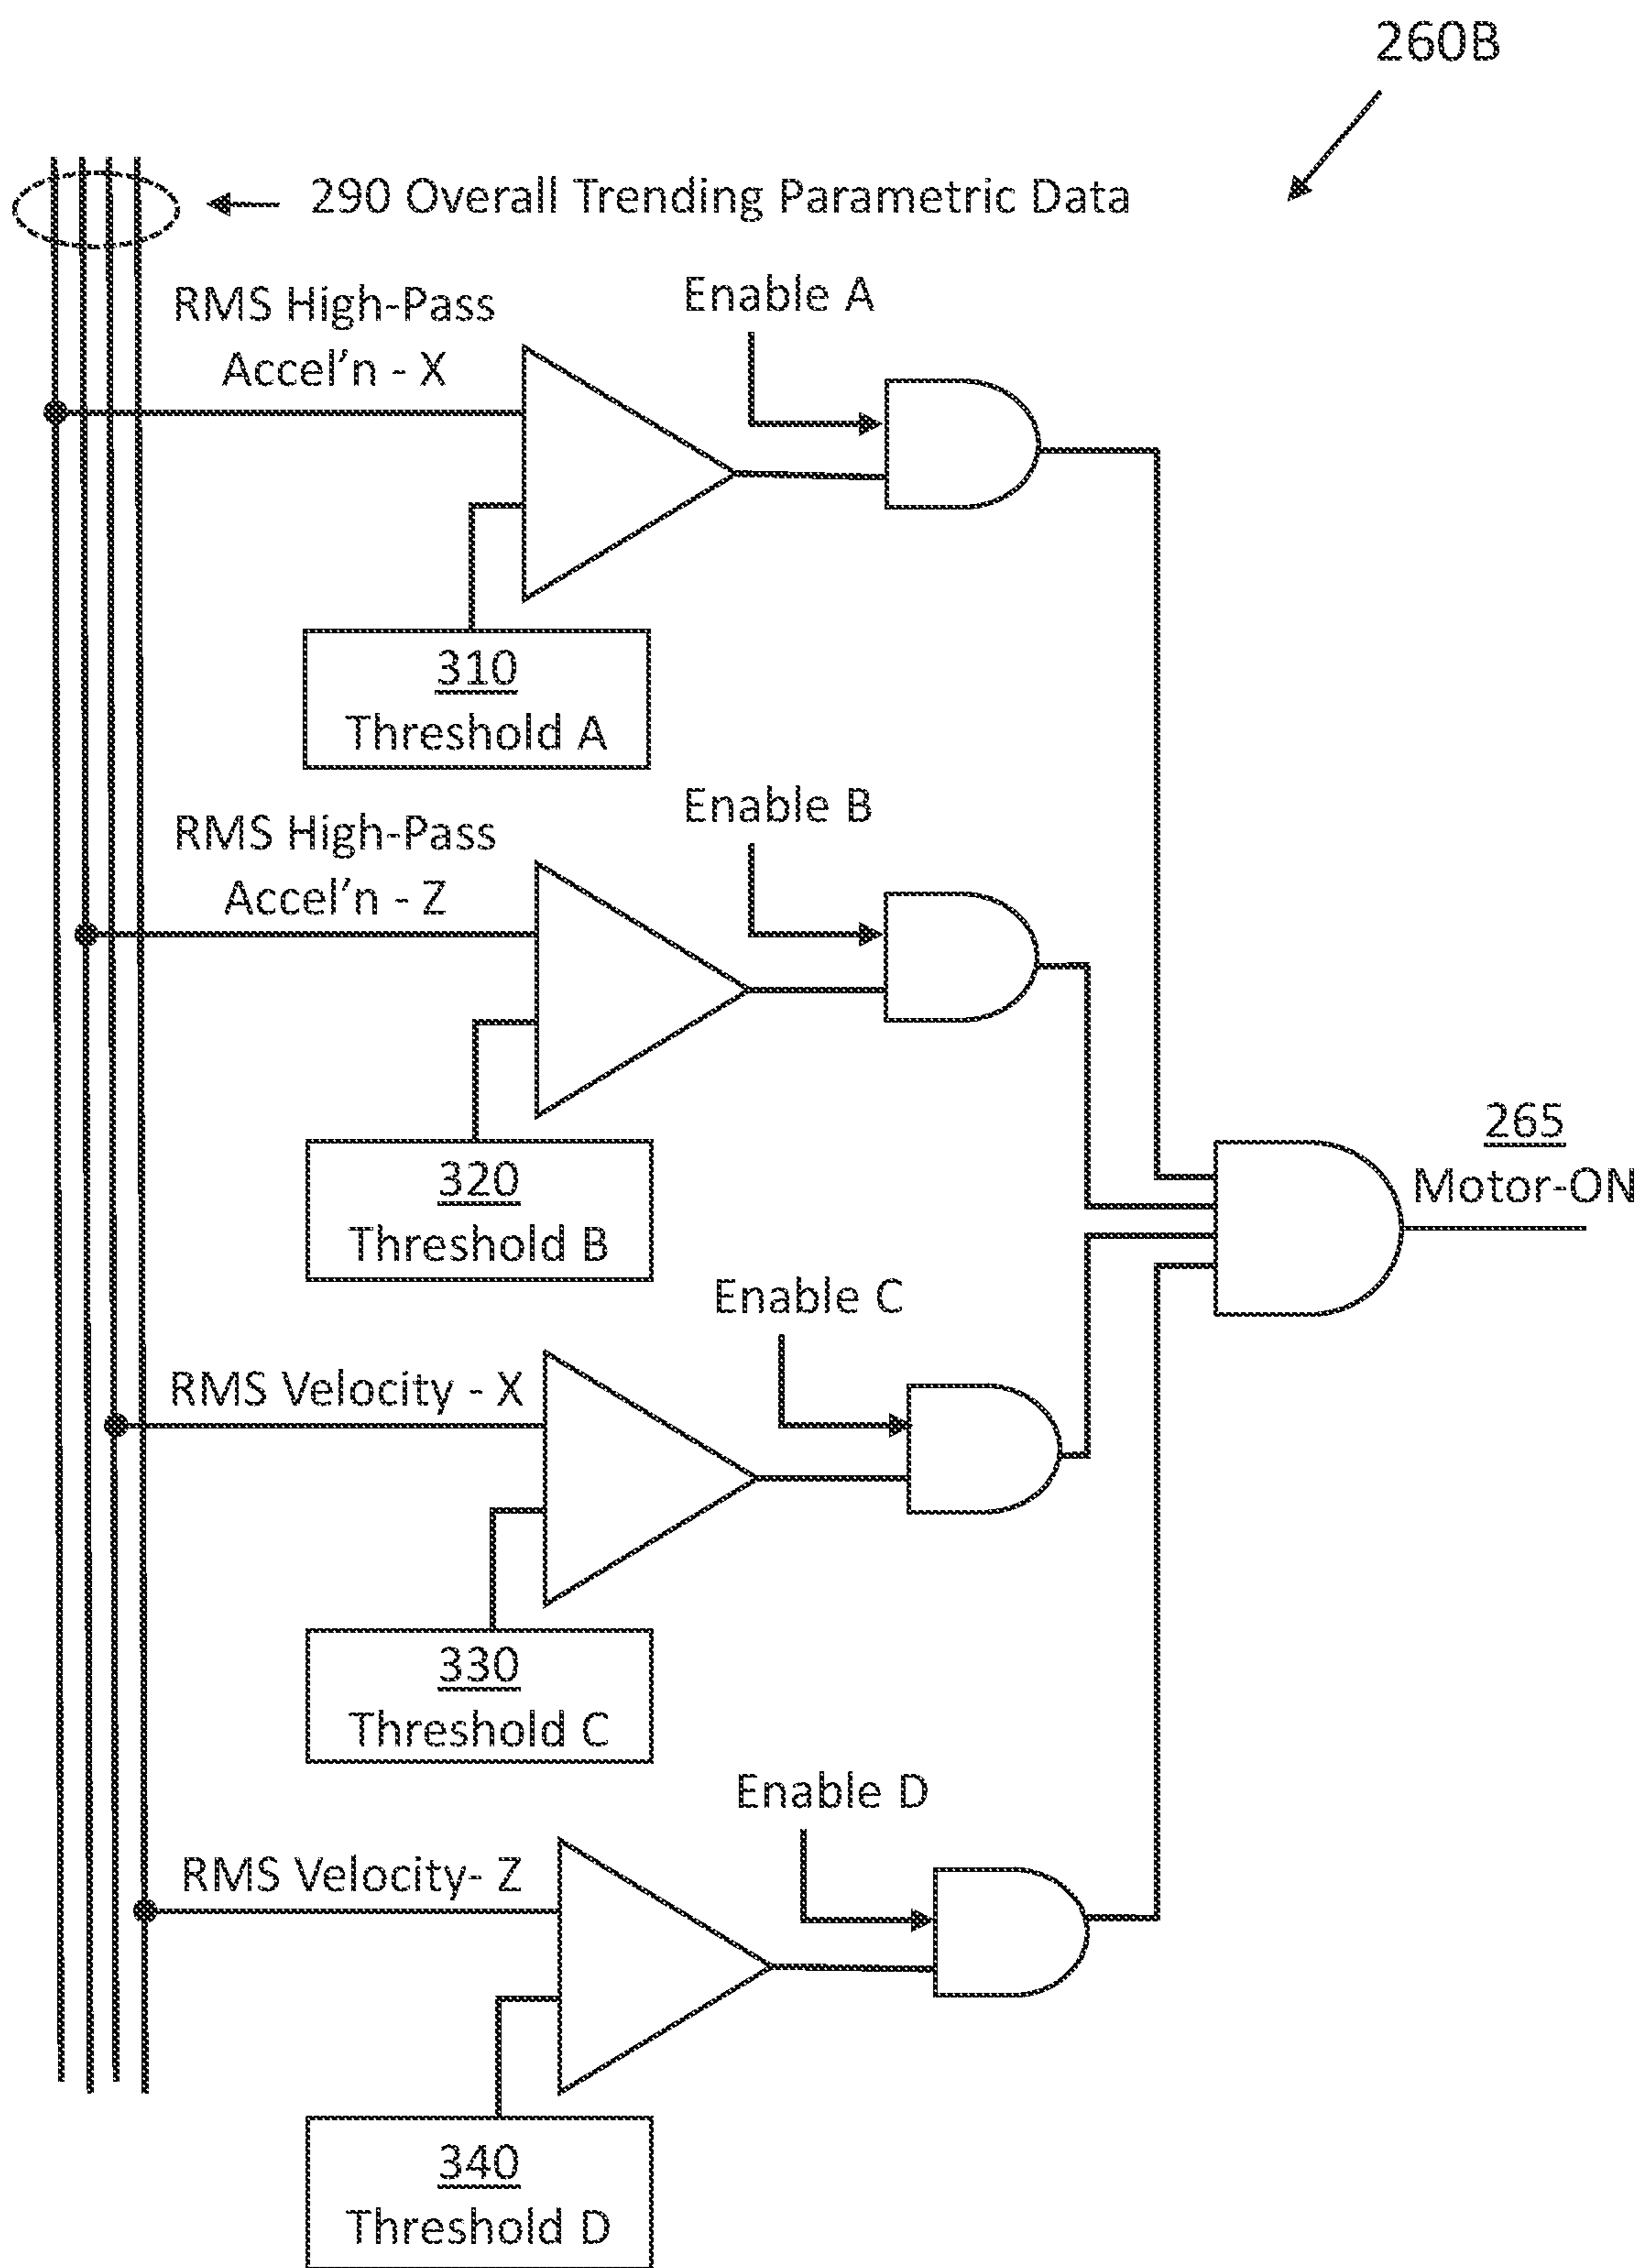 260B
290 Overall Trending Parametric Data
RMS High-Pass
Accel'n - X
Enable A
310
Threshold A
RMS High-Pass
Accel'n - Z
Enable B
320
Threshold B
265
Motor-ON
Enable C
RMS Velocity - X
330
Threshold C
Enable D
RMS Velocity- Z
340
Threshold D